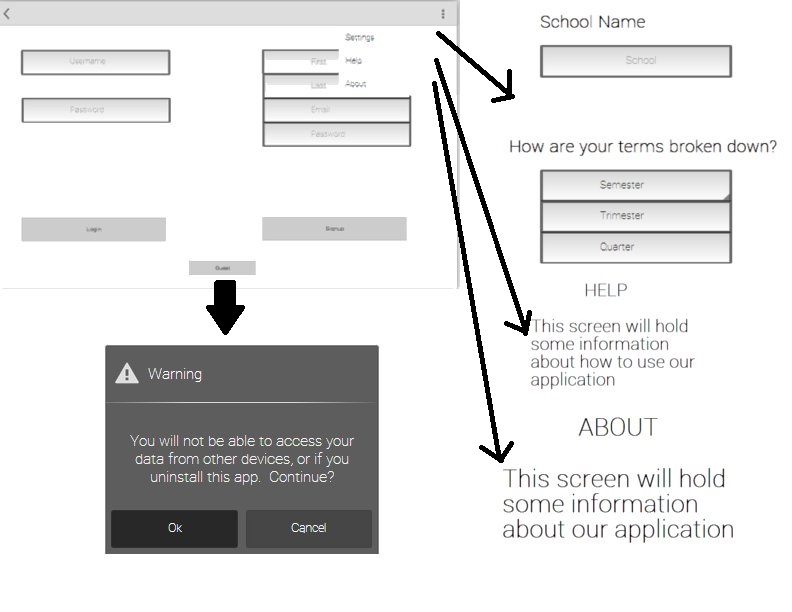 Settings
Username
First
Help
Last
About
Password
Email
Password
Login
Signup
Guest
Warning
You will not be able to access your
data from other devices, or if you
uninstall this app. Continue?
Ok
Cancel
School Name
School
How are your terms broken down?
Semester
Trimester
Quarter
HELP
This screen will hold
some information
about how to use our
application
ABOUT
This screen will hold
some information
about our application